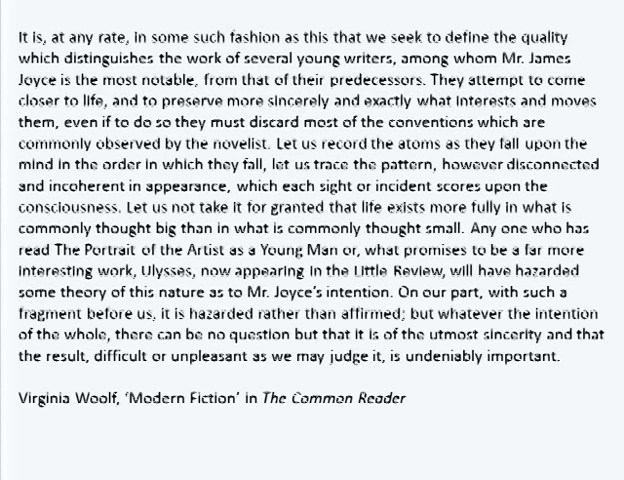 It is, at any rate, in some such fashion as this that we seek to define the quality
which distinguishes the work of several young writers, among whom Mr. James
Joyce is the most notable, from that of their predecessors. They attempt to come
closer to life, and to preserve more sincerely and exactly what interests and moves
them, even if to do so they must discard most of the conventions which are
commonly observed by the novelist. Let us record the atoms as they fall upon the
mind in the order in which they fall, let us trace the pattern, however disconnected
and incoherent in appearance, which each sight or incident scores upon the
consciousness. Let us not take it for granted that life exists more fully in what is
commonly thought big than in what is commonly thought small. Any one who has
read The Portrait of the Artist as a Young Man or, what promises to be a far more
interesting work, Ulysses, now appearing in the Little Review, will have hazarded
some theory of this nature as to Mr. Joyce’s intention. On our part, with such a
fragment before us, it is hazarded rather than affirmed; but whatever the intention
of the whole, there can be no question but that it is of the utmost sincerity and that
the result, difficult or unpleasant as we may judge it, is undeniably important.
Virginia Woolf, ‘Modern Fiction’ in The Common Reader